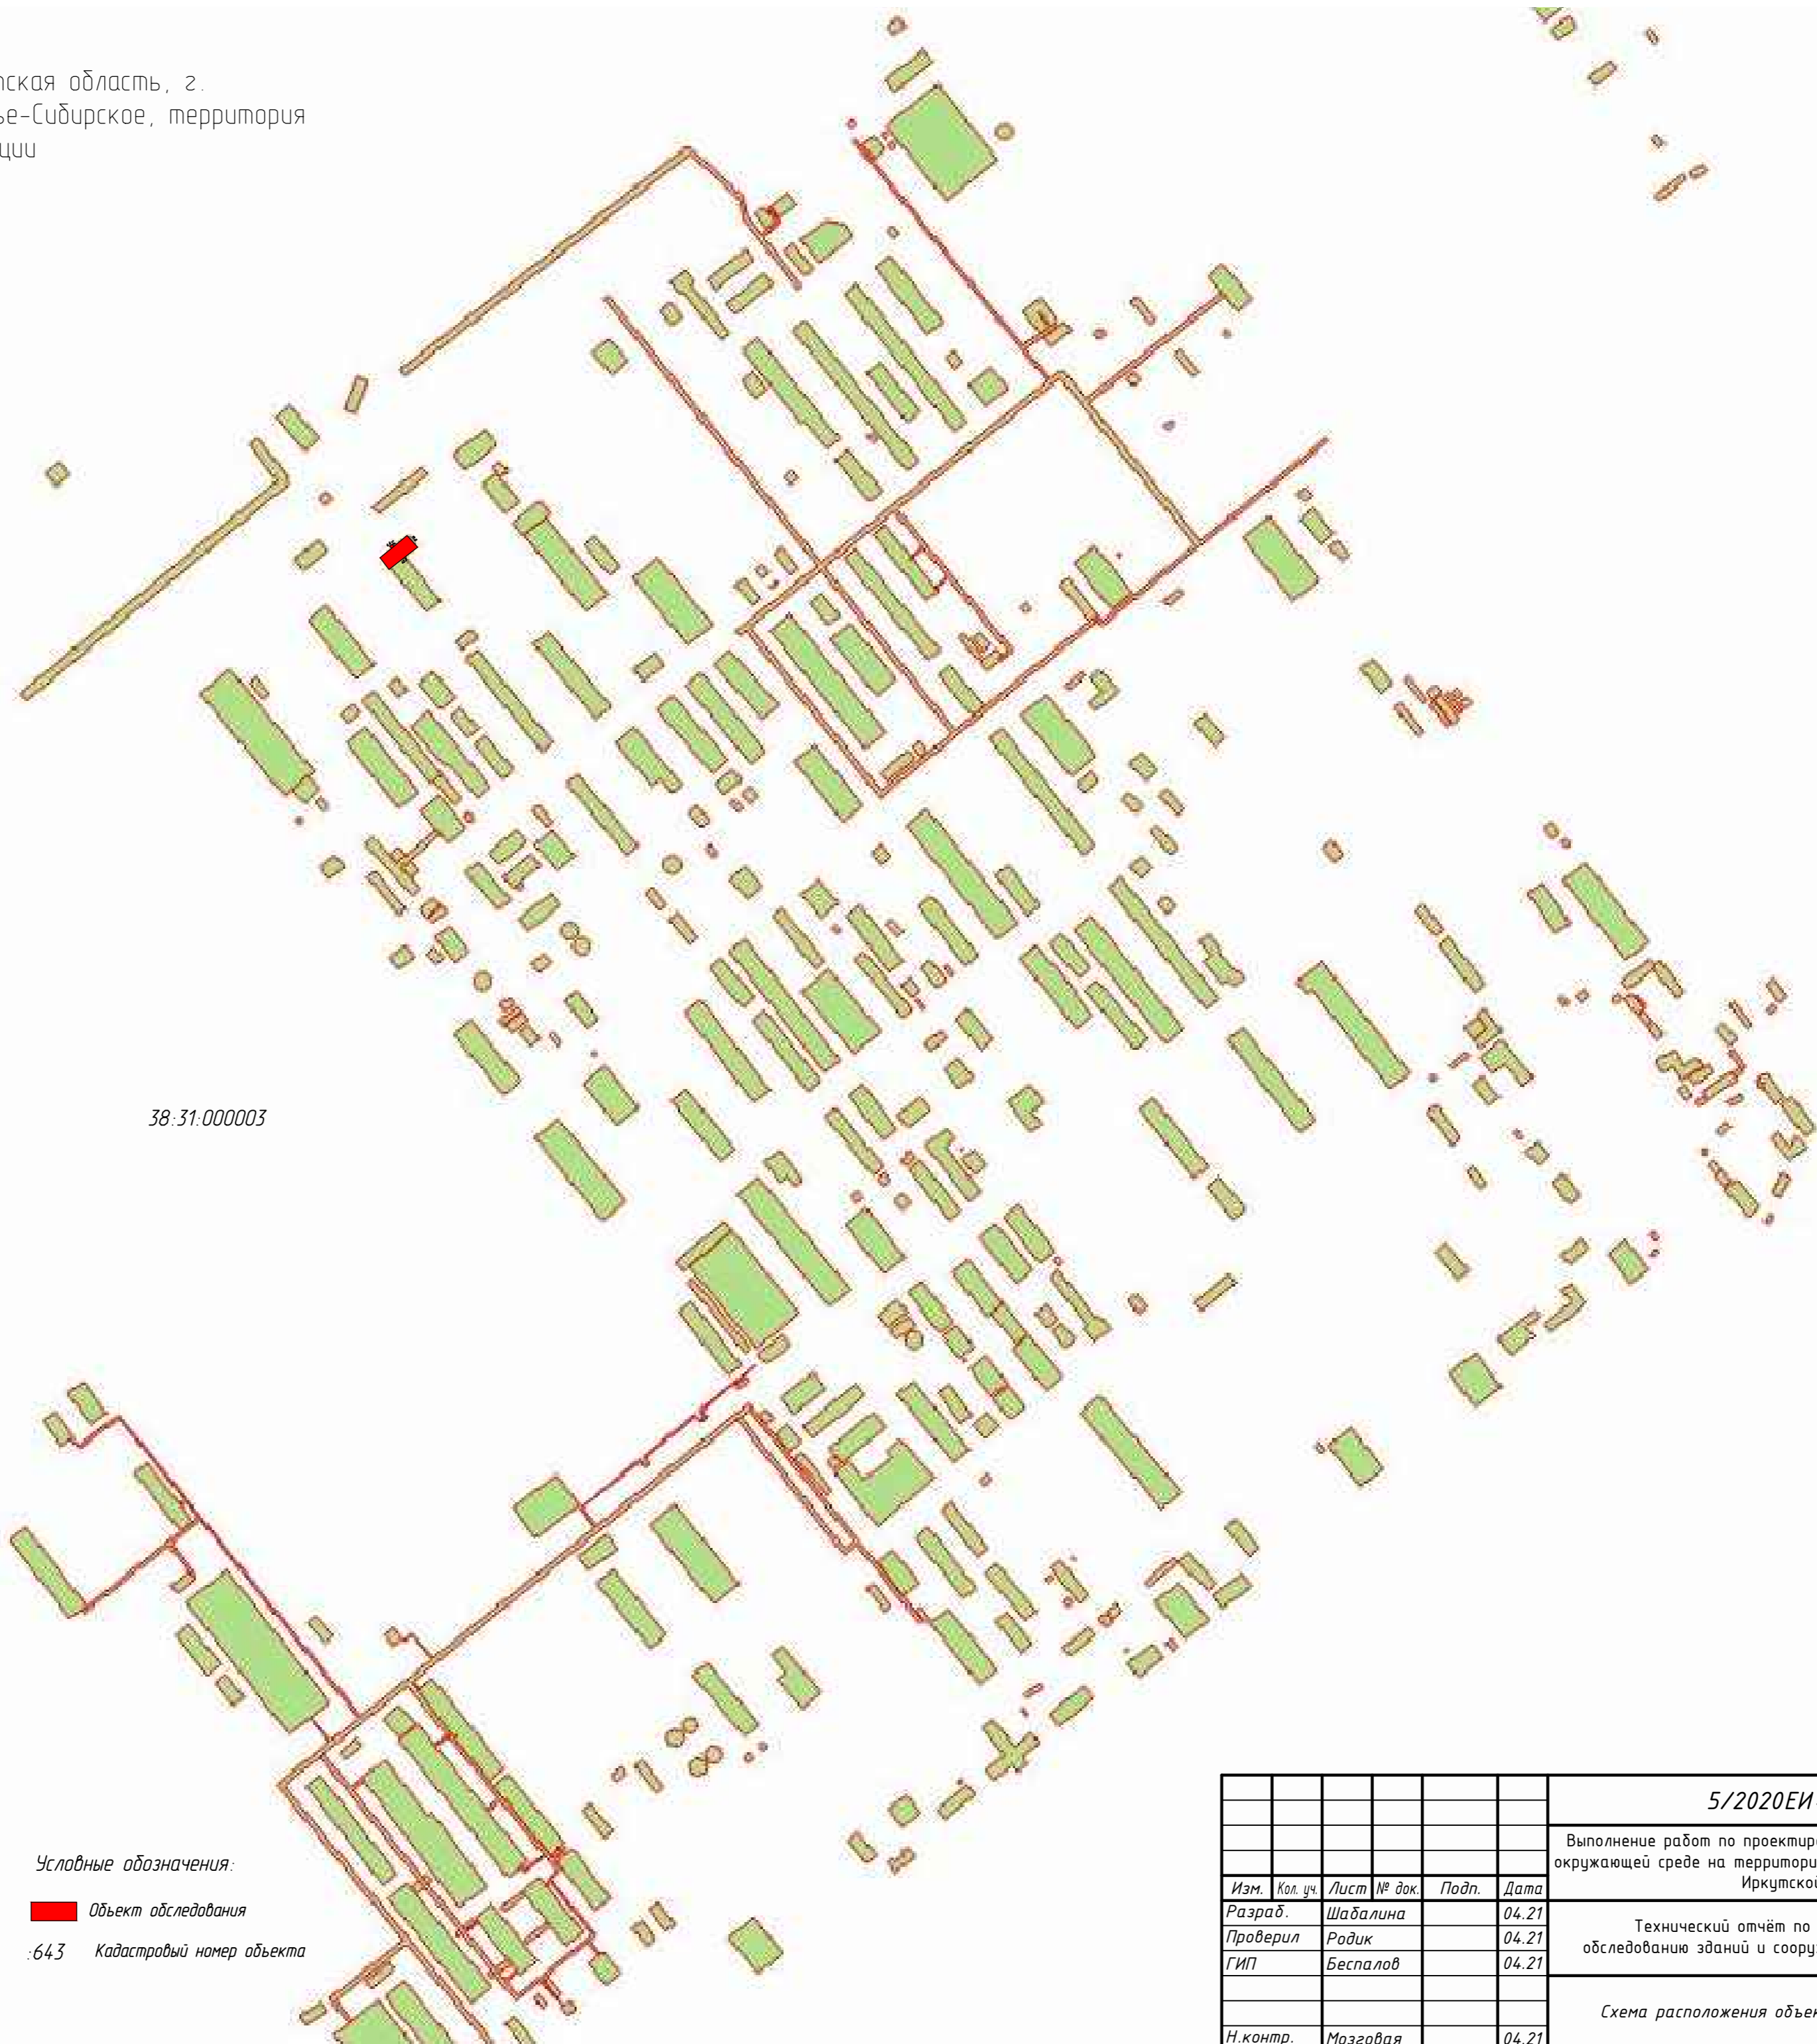 тская область, г.
ье-Сибирское, территория
ции
38:31:000003
Условные обозначения:
Объект обследования
:643 Кадастровый номер объекта
5/2020ЕИ
Выполнение работ по проектир
окружающей среде на территори
Иркутской
Изм. Кол. уч. Лист № док. Подп. Дата
Разраб. Шабалина 04.21
Проверил Родик 04.21
ГИП Беспалов 04.21
Технический отчёт по
обследованию зданий и соору
Схема расположения объек
Н.контр. Мозговая 04.21